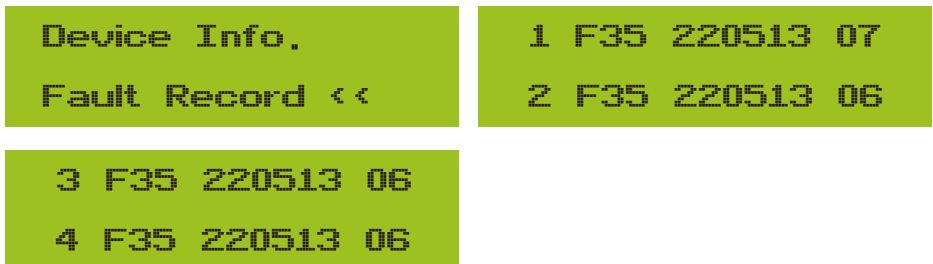 Device Info.
Fault Record <<
1 F35 220513 07
2 F35 220513 06
3 F35 220513 06
4 F35 220513 06